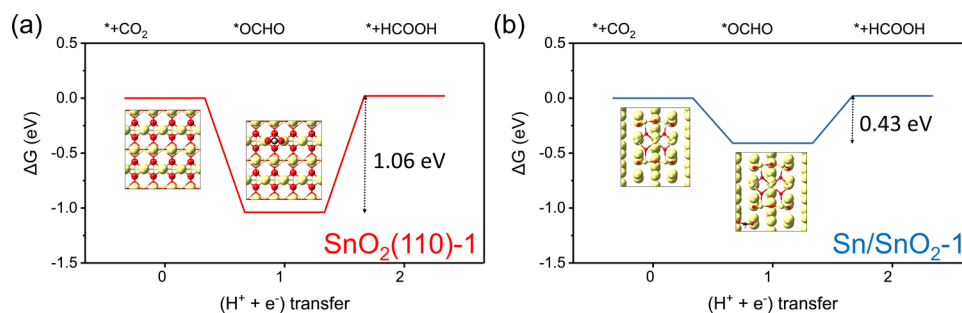 (a)
*+CO₂ *OCHO *+HCOOH
0.5
0.0
-0.5
-1.0
-1.5
ΔG (eV)
1.06 eV
SnO₂(110)-1
0 1 2
(H⁺ + e⁻) transfer
(b)
*+CO₂ *OCHO *+HCOOH
0.5
0.0
-0.5
-1.0
-1.5
ΔG (eV)
0.43 eV
Sn/SnO₂-1
0 1 2
(H⁺ + e⁻) transfer